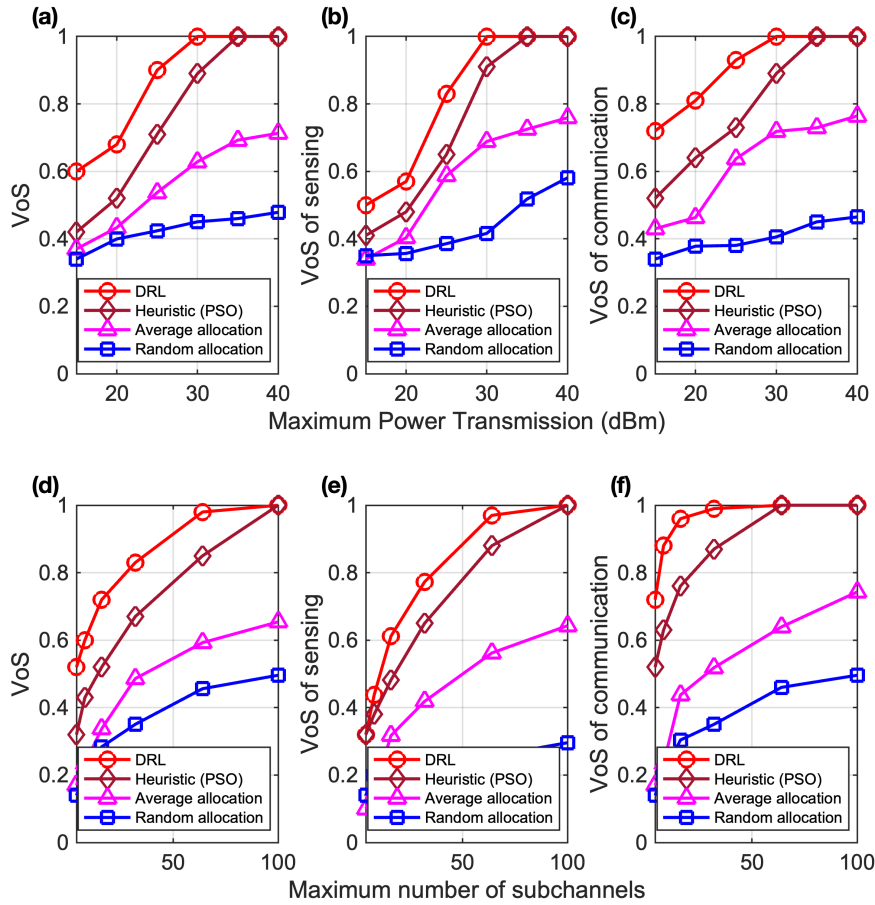 (a) (b) (c)
VoS
1
0.8
0.6
0.4
0.2
0
20 30 40
DRL
Heuristic (PSO)
Average allocation
Random allocation
VoS of sensing
1
0.8
0.6
0.4
0.2
0
20 30 40
DRL
Heuristic (PSO)
Average allocation
Random allocation
VoS of communication
1
0.8
0.6
0.4
0.2
0
20 30 40
DRL
Heuristic (PSO)
Average allocation
Random allocation
Maximum Power Transmission (dBm)
(d) (e) (f)
VoS
1
0.8
0.6
0.4
0.2
0
50 100
DRL
Heuristic (PSO)
Average allocation
Random allocation
VoS of sensing
1
0.8
0.6
0.4
0.2
0
50 100
DRL
Heuristic (PSO)
Average allocation
Random allocation
VoS of communication
1
0.8
0.6
0.4
0.2
0
50 100
DRL
Heuristic (PSO)
Average allocation
Random allocation
Maximum number of subchannels